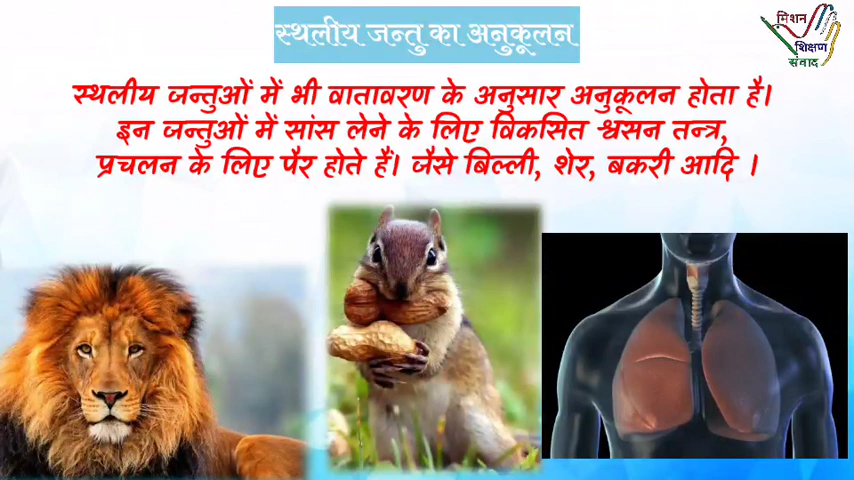 स्थलीय जन्तु का अनुकूलन
मिशन
शिक्षण
संवाद
स्थलीय जन्तुओं में भी वातावरण के अनुसार अनुकूलन होता है।
इन जन्तुओं में सांस लेने के लिए विकसित श्वसन तन्त्र,
प्रचलन के लिए पैर होते हैं। जैसे बिल्ली, शेर, बकरी आदि ।